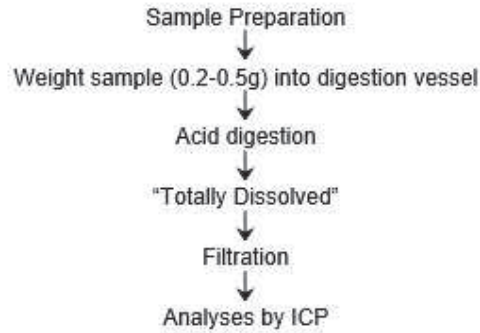 Sample Preparation
Weight sample (0.2-0.5g) into digestion vessel
Acid digestion
“Totally Dissolved”
Filtration
Analyses by ICP